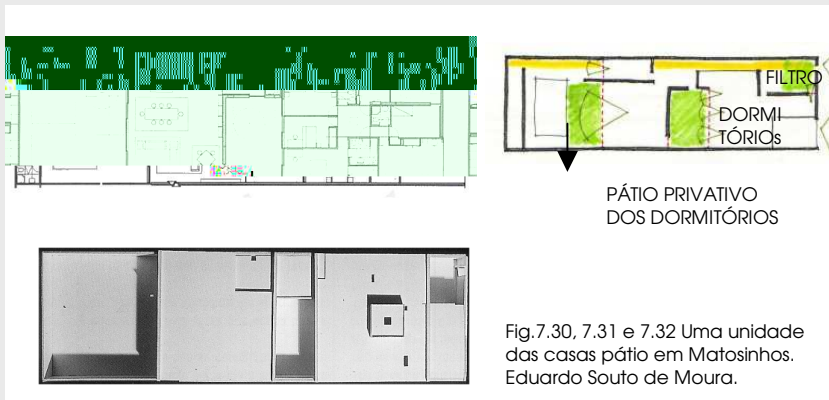 FILTRO
DORMI
TÓRIOs
PÁTIO PRIVATIVO
DOS DORMITÓRIOS
Fig.7.30, 7.31 e 7.32 Uma unidade
das casas pátio em Matosinhos.
Eduardo Souto de Moura.